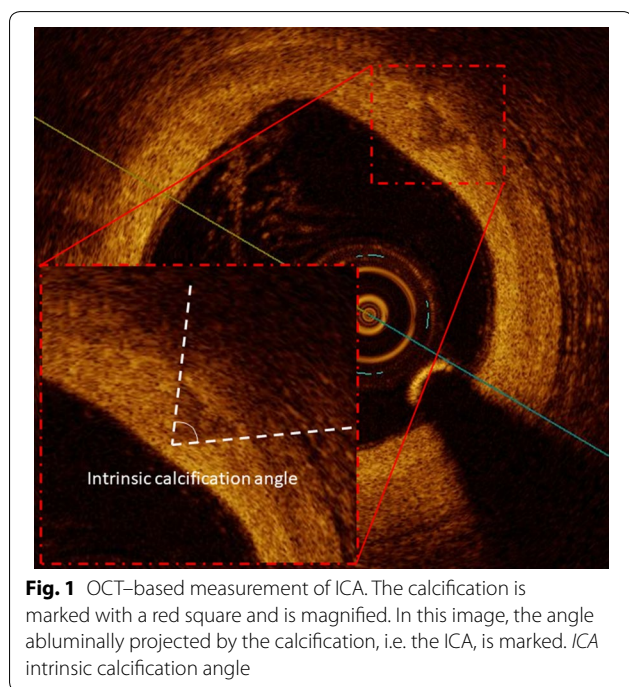 Intrinsic calcification angle
Fig. 1 OCT–based measurement of ICA. The calcification is
marked with a red square and is magnified. In this image, the angle
abluminally projected by the calcification, i.e. the ICA, is marked. ICA
intrinsic calcification angle